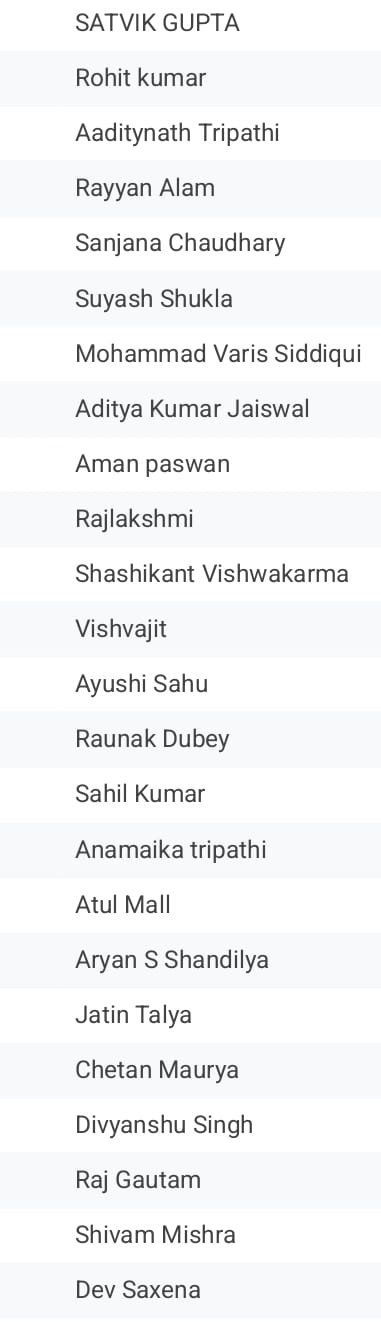 SATVIK GUPTA
Rohit kumar
Aaditynath Tripathi
Rayyan Alam
Sanjana Chaudhary
Suyash Shukla
Mohammad Varis Siddiqui
Aditya Kumar Jaiswal
Aman paswan
Rajlakshmi
Shashikant Vishwakarma
Vishvajit
Ayushi Sahu
Raunak Dubey
Sahil Kumar
Anamaika tripathi
Atul Mall
Aryan S Shandilya
Jatin Talya
Chetan Maurya
Divyanshu Singh
Raj Gautam
Shivam Mishra
Dev Saxena